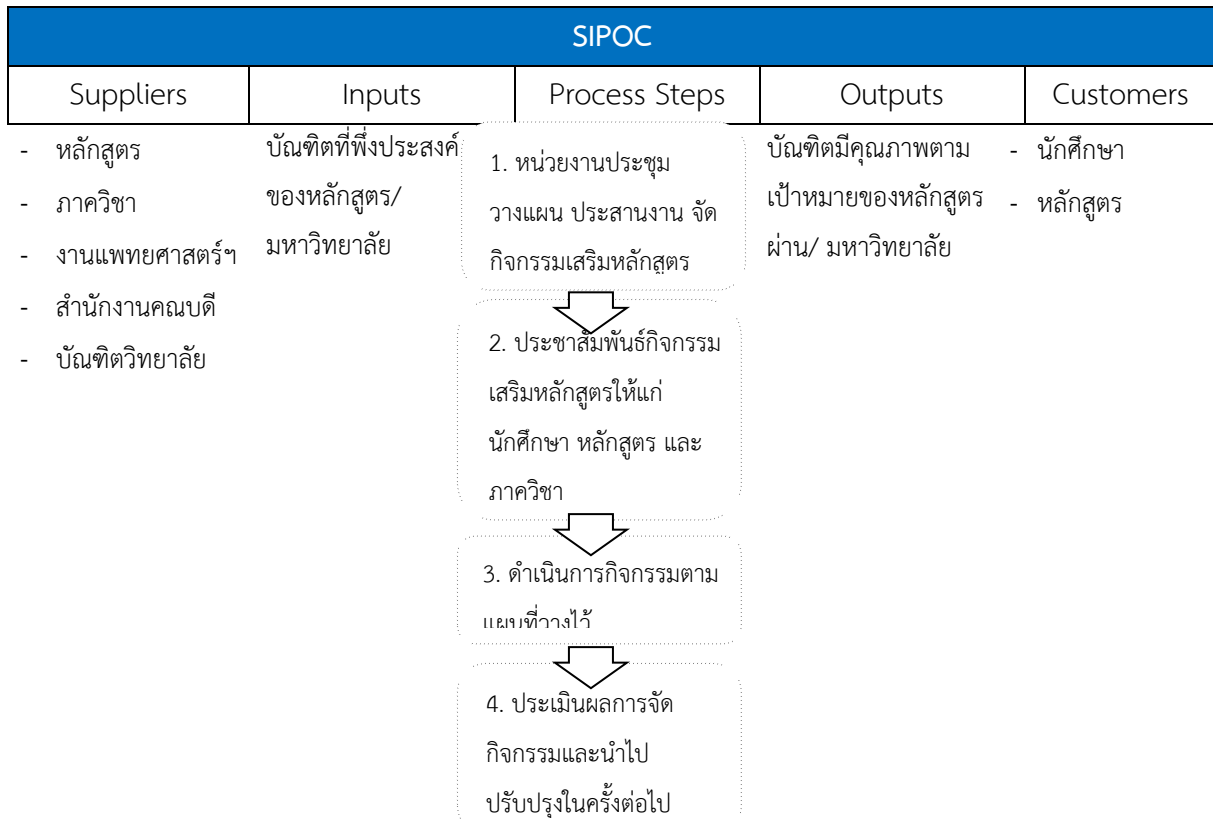 SIPOC
Suppliers
Inputs
Process Steps
Outputs
Customers
- หลักสูตร
- ภาควิชา
- งานแพทยศาสตร์ฯ
- สำนักงานคณบดี
- บัณฑิตวิทยาลัย
บัณฑิตที่พึ่งประสงค์
ของหลักสูตร/
มหาวิทยาลัย
1. หน่วยงานประชุม
วางแผน ประสานงาน จัด
กิจกรรมเสริมหลักสูตร
2. ประชาสัมพันธ์กิจกรรม
เสริมหลักสูตรให้แก่
นักศึกษา หลักสูตร และ
ภาควิชา
3. ดำเนินการกิจกรรมตาม
แผนที่วางไว้
4. ประเมินผลการจัด
กิจกรรมและนำไป
ปรับปรุงในครั้งต่อไป
บัณฑิตมีคุณภาพตาม
เป้าหมายของหลักสูตร
ผ่าน/ มหาวิทยาลัย
- นักศึกษา
- หลักสูตร